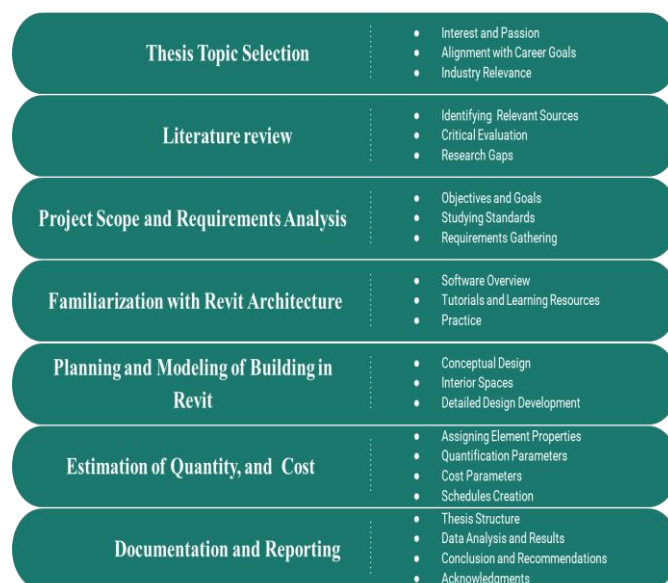 Thesis Topic Selection
Interest and Passion
Alignment with Career Goals
Industry Relevance
Literature review
Identifying Relevant Sources
Critical Evaluation
Research Gaps
Project Scope and Requirements Analysis
Objectives and Goals
Studying Standards
Requirements Gathering
Familiarization with Revit Architecture
Software Overview
Tutorials and Learning Resources
Practice
Planning and Modeling of Building in
Revit
Conceptual Design
Interior Spaces
Detailed Design Development
Estimation of Quantity, and Cost
Assigning Element Properties
Quantification Parameters
Cost Parameters
Schedules Creation
Documentation and Reporting
Thesis Structure
Data Analysis and Results
Conclusion and Recommendations
Acknowledgments